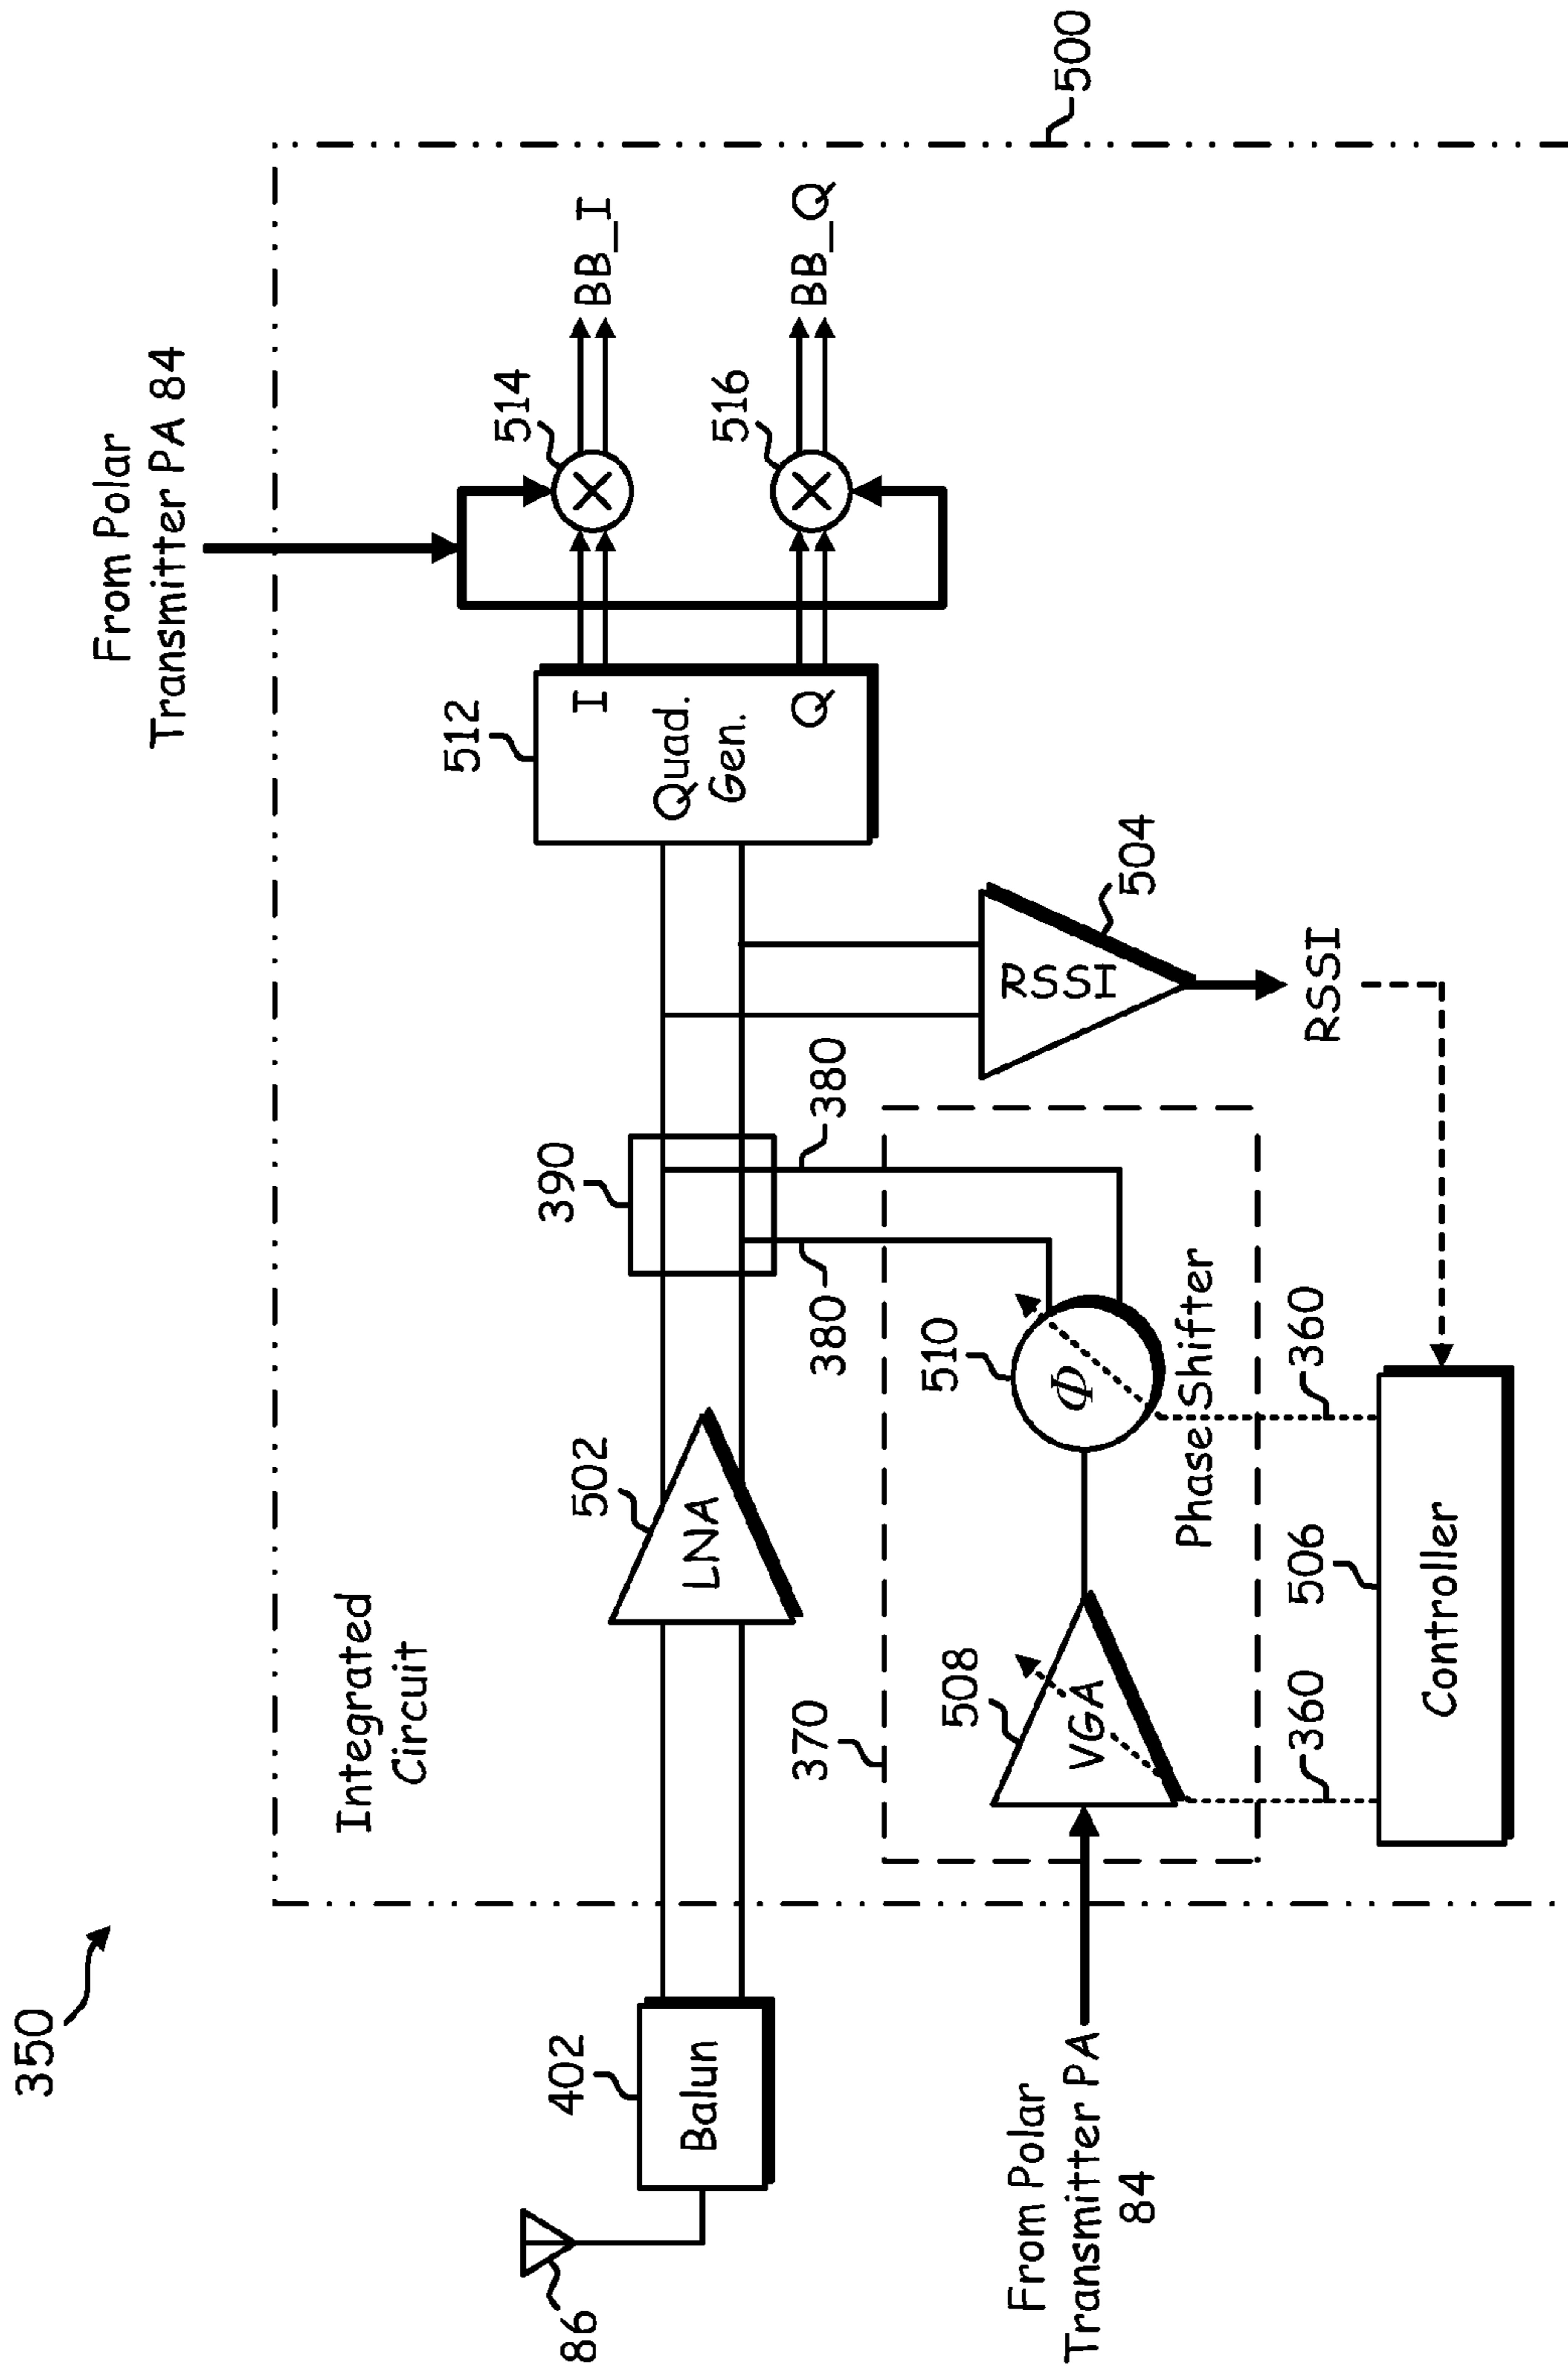 350
From Polar
Transmitter PA 84
500
Integrated
Circuit
86
402
Balun
502
LNA
390
512
I
Quad.
Gen.
Q
514
BB_I
516
BB_Q
380
380
504
RSSI
RSSI
370
508
VGA
510
Φ
Phase Shifter
From Polar
Transmitter PA
84
360
506
360
Controller